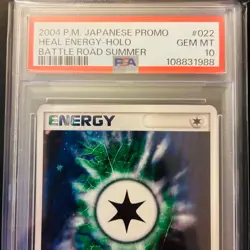 2004 P.M. JAPANESE PROMO #022
HEAL ENERGY-HOLO GEM MT
BATTLE ROAD SUMMER 10
PSA 108831988
ENERGY